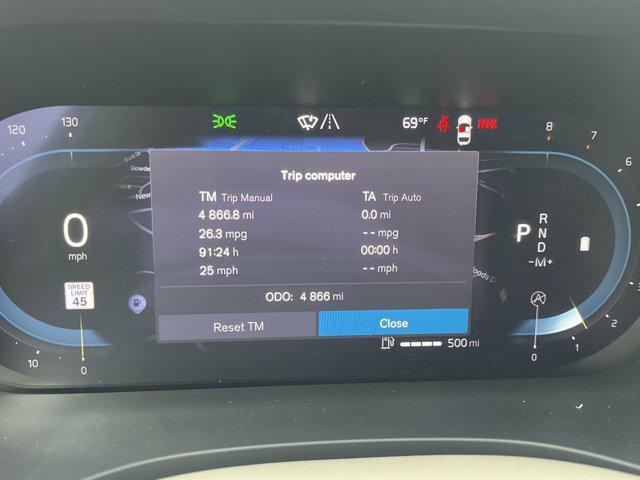 120 130 69°F PARK 8 7
6
Trip computer
TM Trip Manual TA Trip Auto
4 866.8 mi 0.0 mi
26.3 mpg -- mpg
91:24 h 00:00 h
25 mph -- mph
ODO: 4 866 mi
Reset TM Close
0
mph
SPEED
LIMIT
45
P R
N
D
-M+
A
500 mi
10 0 0 1 2